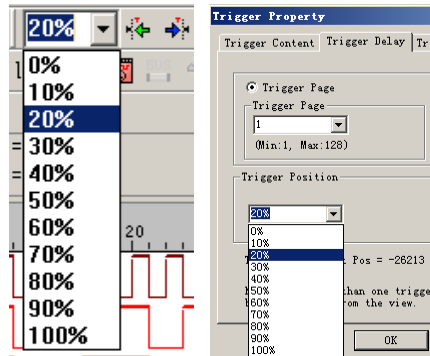 20%
0%
10%
20%
30%
40%
50%
60%
70%
80%
90%
100%
20
Trigger Property
Trigger Content
Trigger Delay
Tr
Trigger Page
Trigger Page
1
(Min:1, Max:128)
Trigger Position
20%
0%
10%
20%
30%
40%
50%
60%
70%
80%
90%
100%
Pos = -26213
than one trigge
from the view.
OK